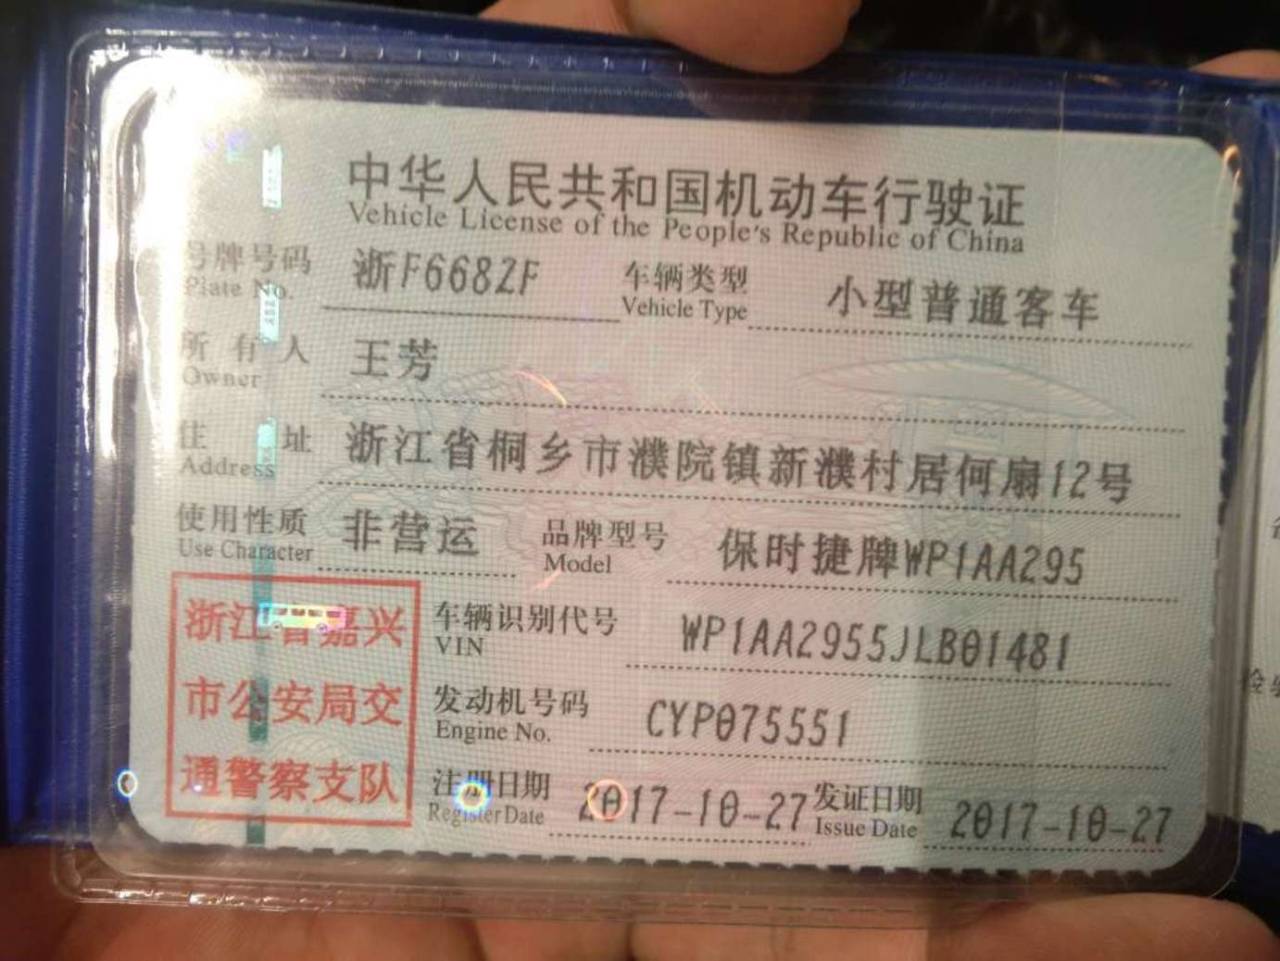 中华人民共和国机动车行驶证
Vehicle License of the People's Republic of China
号牌号码 浙F6682F 车辆类型 小型普通客车
Plate No. Vehicle Type
所有人 王芳
Owner
住址 浙江省桐乡市濮院镇新濮村居何扇12号
Address
使用性质 非营运 品牌型号 保时捷牌WP1AA295
Use Character Model
浙江省嘉兴
市公安局交
通警察支队
车辆识别代号 WP1AA2955JLB01481
VIN
发动机号码 CYP075551
Engine No.
注册日期 2017-10-27 发证日期 2017-10-27
Register Date Issue Date